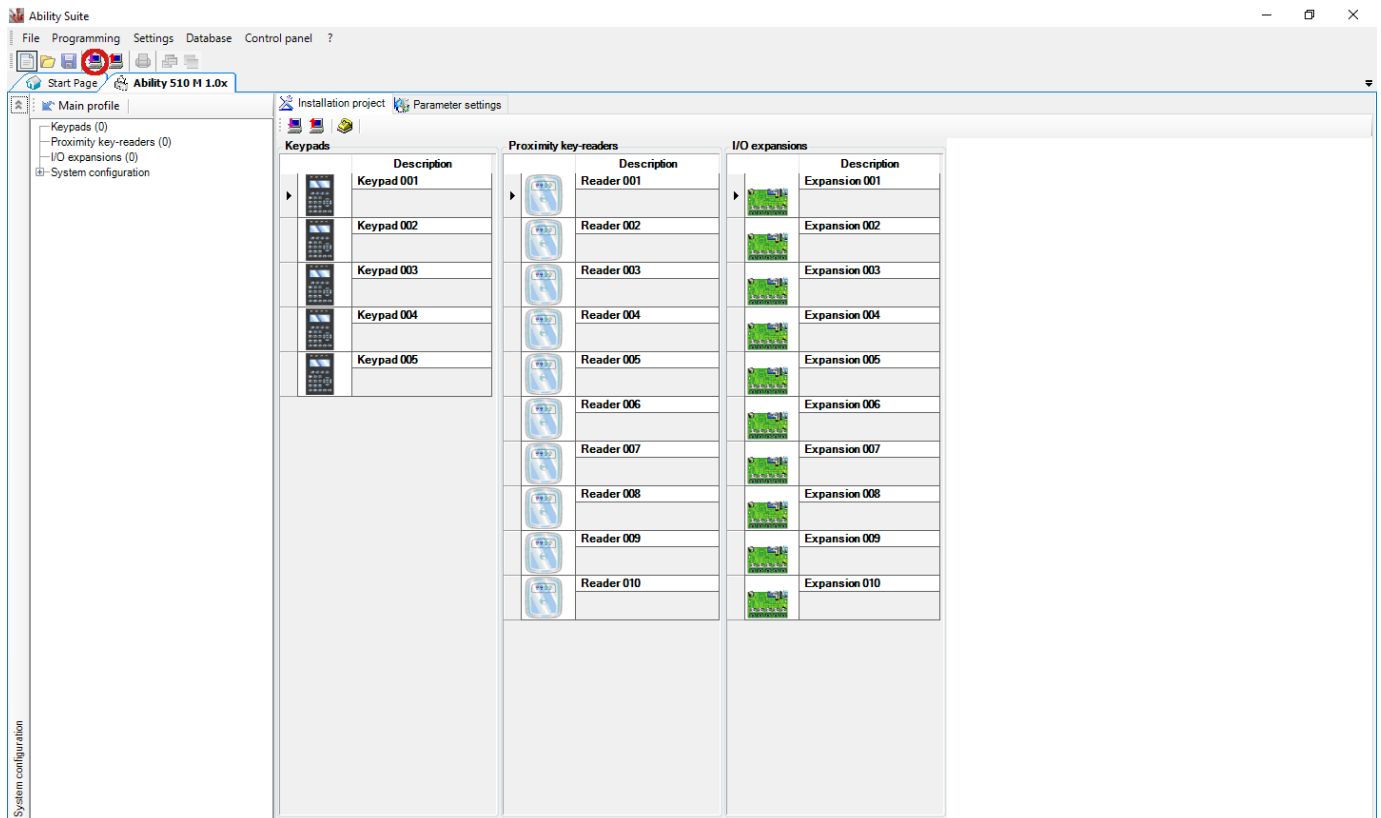 Ability Suite
File Programming Settings Database Control panel ?
Start Page Ability 510 M 1.0x
Main profile
Keypads (0)
Proximity key-readers (0)
I/O expansions (0)
System configuration
System configuration
Installation project Parameter settings
Keypads
Description
Keypad 001
Keypad 002
Keypad 003
Keypad 004
Keypad 005
Proximity key-readers
Description
Reader 001
Reader 002
Reader 003
Reader 004
Reader 005
Reader 006
Reader 007
Reader 008
Reader 009
Reader 010
I/O expansions
Description
Expansion 001
Expansion 002
Expansion 003
Expansion 004
Expansion 005
Expansion 006
Expansion 007
Expansion 008
Expansion 009
Expansion 010